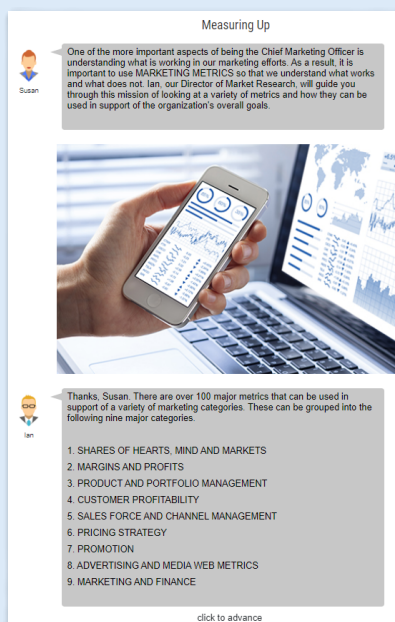 Measuring Up
One of the more important aspects of being the Chief Marketing Officer is
understanding what is working in our marketing efforts. As a result, it is
important to use MARKETING METRICS so that we understand what works
and what does not. Ian, our Director of Market Research, will guide you
through this mission of looking at a variety of metrics and how they can be
used in support of the organization's overall goals.
Susan
Thanks, Susan. There are over 100 major metrics that can be used in
support of a variety of marketing categories. These can be grouped into the
following nine major categories.
Ian
1. SHARES OF HEARTS, MIND AND MARKETS
2. MARGINS AND PROFITS
3. PRODUCT AND PORTFOLIO MANAGEMENT
4. CUSTOMER PROFITABILITY
5. SALES FORCE AND CHANNEL MANAGEMENT
6. PRICING STRATEGY
7. PROMOTION
8. ADVERTISING AND MEDIA WEB METRICS
9. MARKETING AND FINANCE
click to advance